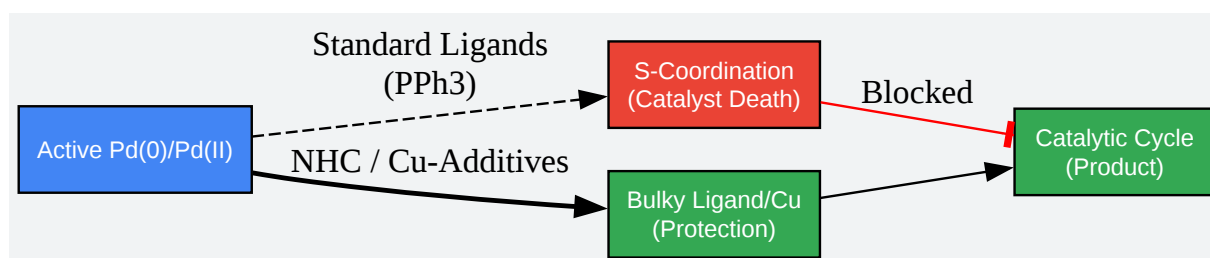 Active Pd(0)/Pd(II)
Standard Ligands
(PPh3)
NHC / Cu-Additives
S-Coordination
(Catalyst Death)
Bulky Ligand/Cu
(Protection)
Blocked
Catalytic Cycle
(Product)